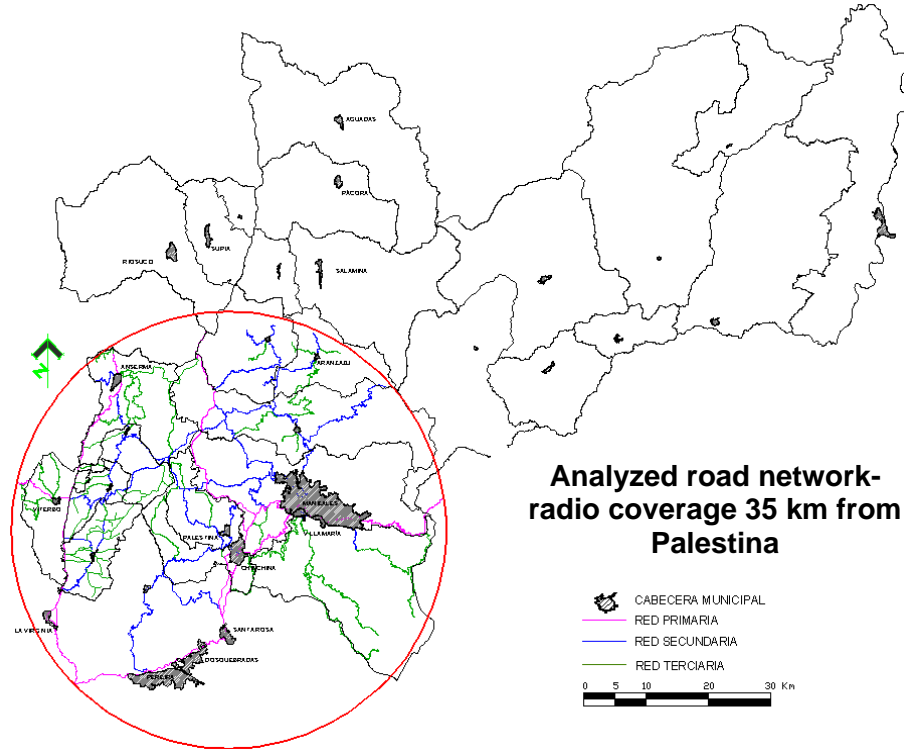 AGUADAS
PACORA
SUPIA
RIOSUCO
SALAMINA
N
ANSERMA
ARANZAZU
Analyzed road network-
radio coverage 35 km from
Palestina
MANIZALES
VITERBO
VILLAMARÍA
PALESTINA
CHINCHINA
CABECERA MUNICIPAL
LA VIRGINIA
RED PRIMARIA
SANTA ROSA
RED SECUNDARIA
DOSQUEBRADAS
RED TERCIARIA
PEREIRA
0 5 10 20 30 Km